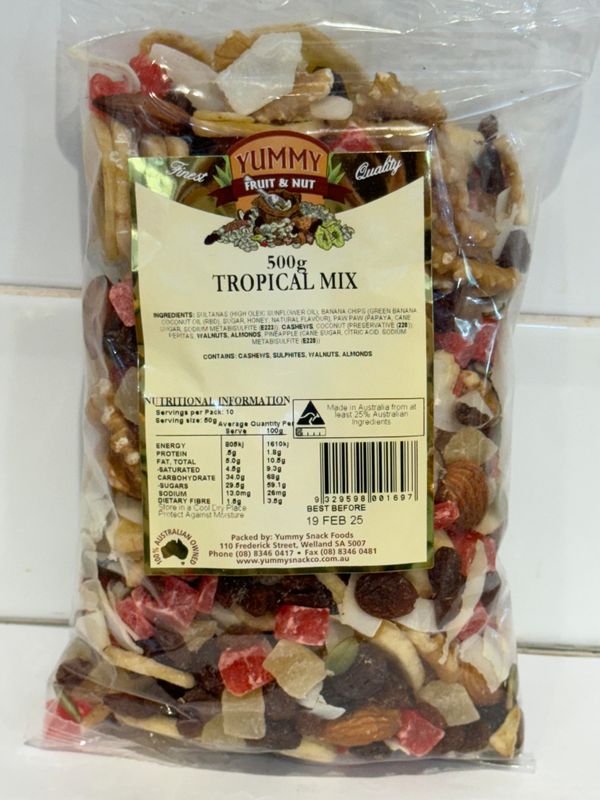 Finest YUMMY Quality
FRUIT & NUT
500g
TROPICAL MIX
INGREDIENTS: SULTANAS (HIGH OLEIC SUNFLOWER OIL), BANANA CHIPS (GREEN BANANA
COCONUT OIL (RBD), SUGAR, HONEY, NATURAL FLAVOUR), PAW PAW (PAPAYA, CANE
SUGAR, SODIUM METABISULFITE (E223)), CASHEWS, COCONUT (PRESERVATIVE (220)),
PEPITAS, WALNUTS, ALMONDS, PINEAPPLE (CANE SUGAR, CITRIC ACID, SODIUM
METABISULFITE (E223))
CONTAINS: CASHEWS, SULPHITES, WALNUTS, ALMONDS
NUTRITIONAL INFORMATION
Servings per Pack: 10
Serving size: 50g
Average Quantity Per
Serve 100g
ENERGY 805kj 1610kj
PROTEIN .9g 1.8g
FAT, TOTAL 5.0g 10.5g
-SATURATED 4.6g 9.3g
CARBOHYDRATE 34.0g 68g
-SUGARS 29.5g 59.1g
SODIUM 13.0mg 26mg
DIETARY FIBRE 1.8g 3.5g
Store in a Cool Dry Place
Protect Against Moisture
Made in Australia from at
least 25% Australian
Ingredients
9 329598 001697
BEST BEFORE
19 FEB 25
100% AUSTRALIAN OWNED
Packed by: Yummy Snack Foods
110 Frederick Street, Welland SA 5007
Phone (08) 8346 0417 • Fax (08) 8346 0481
www.yummysnackco.com.au